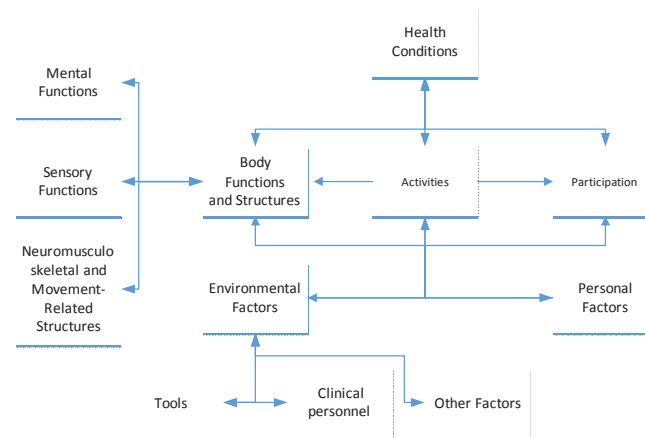 Health
Conditions
Mental
Functions
Sensory
Functions
Body
Functions
and Structures
Activities
Participation
Neuromusculo
skeletal and
Movement-
Related
Structures
Environmental
Factors
Personal
Factors
Tools
Clinical
personnel
Other Factors